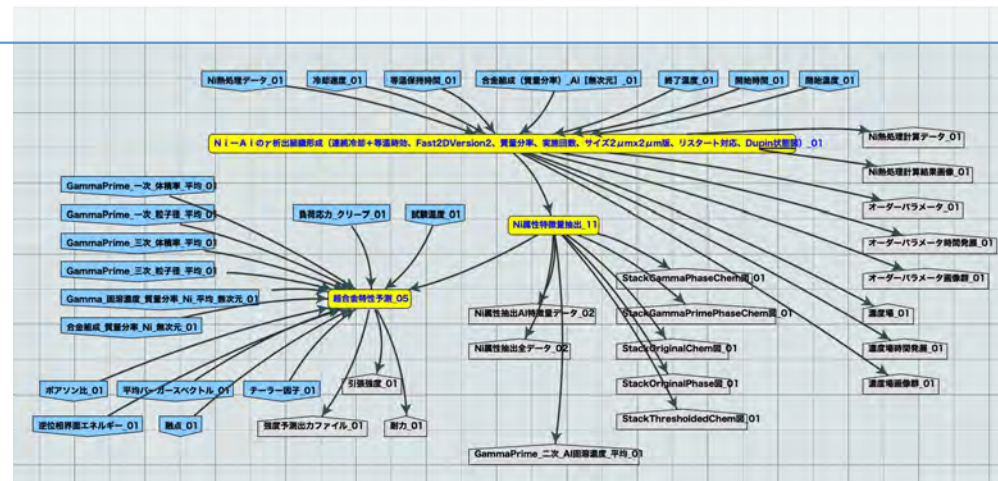 Ni熱処理データ_01
冷却速度_01
等温保持時間_01
合金組成（質量分率）_Al【無次元】_01
終了温度_01
開始時間_01
開始温度_01
Ｎｉ－Ａｌのγ析出組織形成（連続冷却＋等温時効、Fast2DVersion2、質量分率、実施回数、サイズ2μmx2μm版、リスタート対応、Dupin状態図）_01
Ni熱処理計算データ_01
Ni熱処理計算結果画像_01
オーダーパラメータ_01
オーダーパラメータ時間発展_01
オーダーパラメータ画像群_01
濃度場_01
濃度場時間発展_01
濃度場画像群_01
GammaPrime_一次_体積率_平均_01
GammaPrime_一次_粒子径_平均_01
GammaPrime_三次_体積率_平均_01
GammaPrime_三次_粒子径_平均_01
Gamma_固溶濃度_質量分率_Ni_平均_無次元_01
合金組成_質量分率_Ni_無次元_01
負荷応力_クリープ_01
試験温度_01
Ni属性特徴量抽出_11
超合金特性予測_05
StackGammaPhaseChem図_01
StackGammaPrimePhaseChem図_01
StackOriginalChem図_01
StackOriginalPhase図_01
StackThresholdedChem図_01
Ni属性抽出AI特徴量データ_02
Ni属性抽出全データ_02
GammaPrime_二次_Al固溶濃度_平均_01
ポアソン比_01
平均バーガースベクトル_01
テーラー因子_01
逆位相界面エネルギー_01
融点_01
引張強度_01
強度予測出力ファイル_01
耐力_01